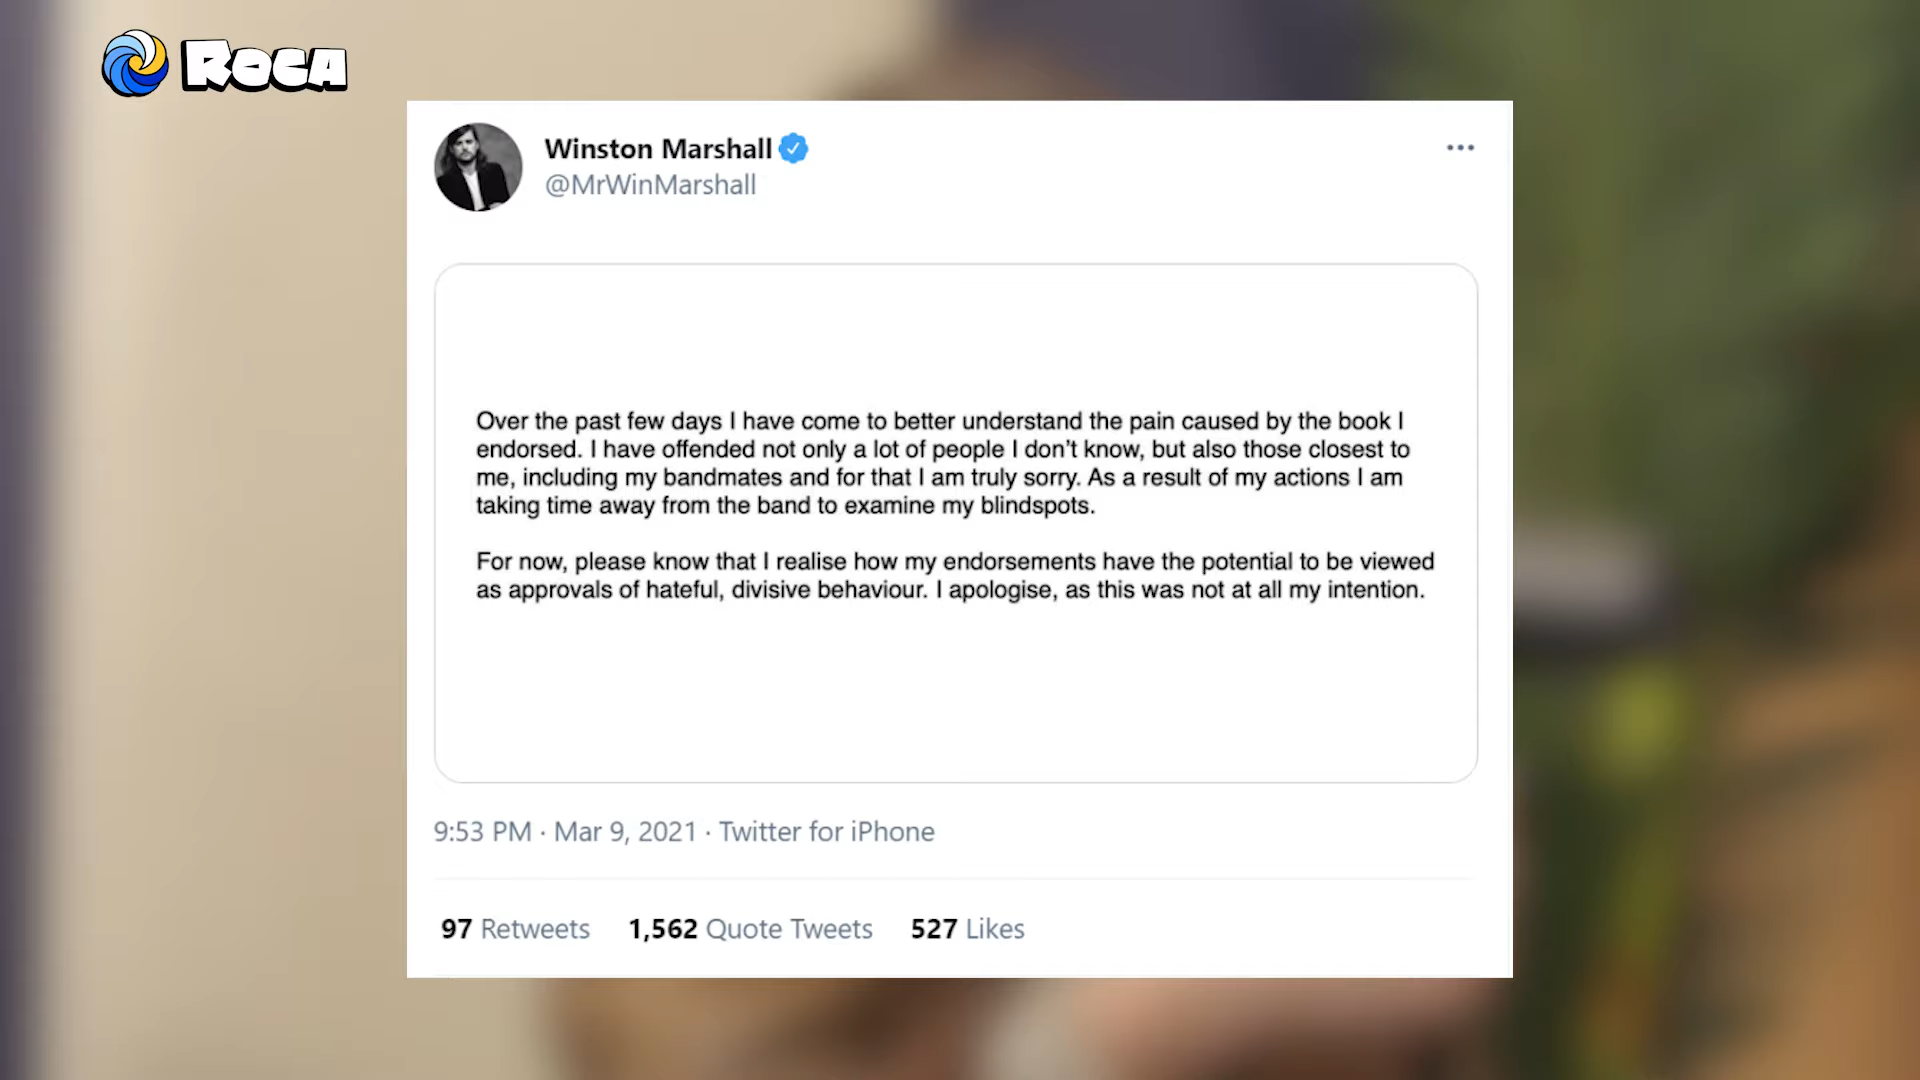 ROCA
Winston Marshall
@MrWinMarshall
Over the past few days I have come to better understand the pain caused by the book I
endorsed. I have offended not only a lot of people I don't know, but also those closest to
me, including my bandmates and for that I am truly sorry. As a result of my actions I am
taking time away from the band to examine my blindspots.
For now, please know that I realise how my endorsements have the potential to be viewed
as approvals of hateful, divisive behaviour. I apologise, as this was not at all my intention.
9:53 PM · Mar 9, 2021 · Twitter for iPhone
97 Retweets 1,562 Quote Tweets 527 Likes